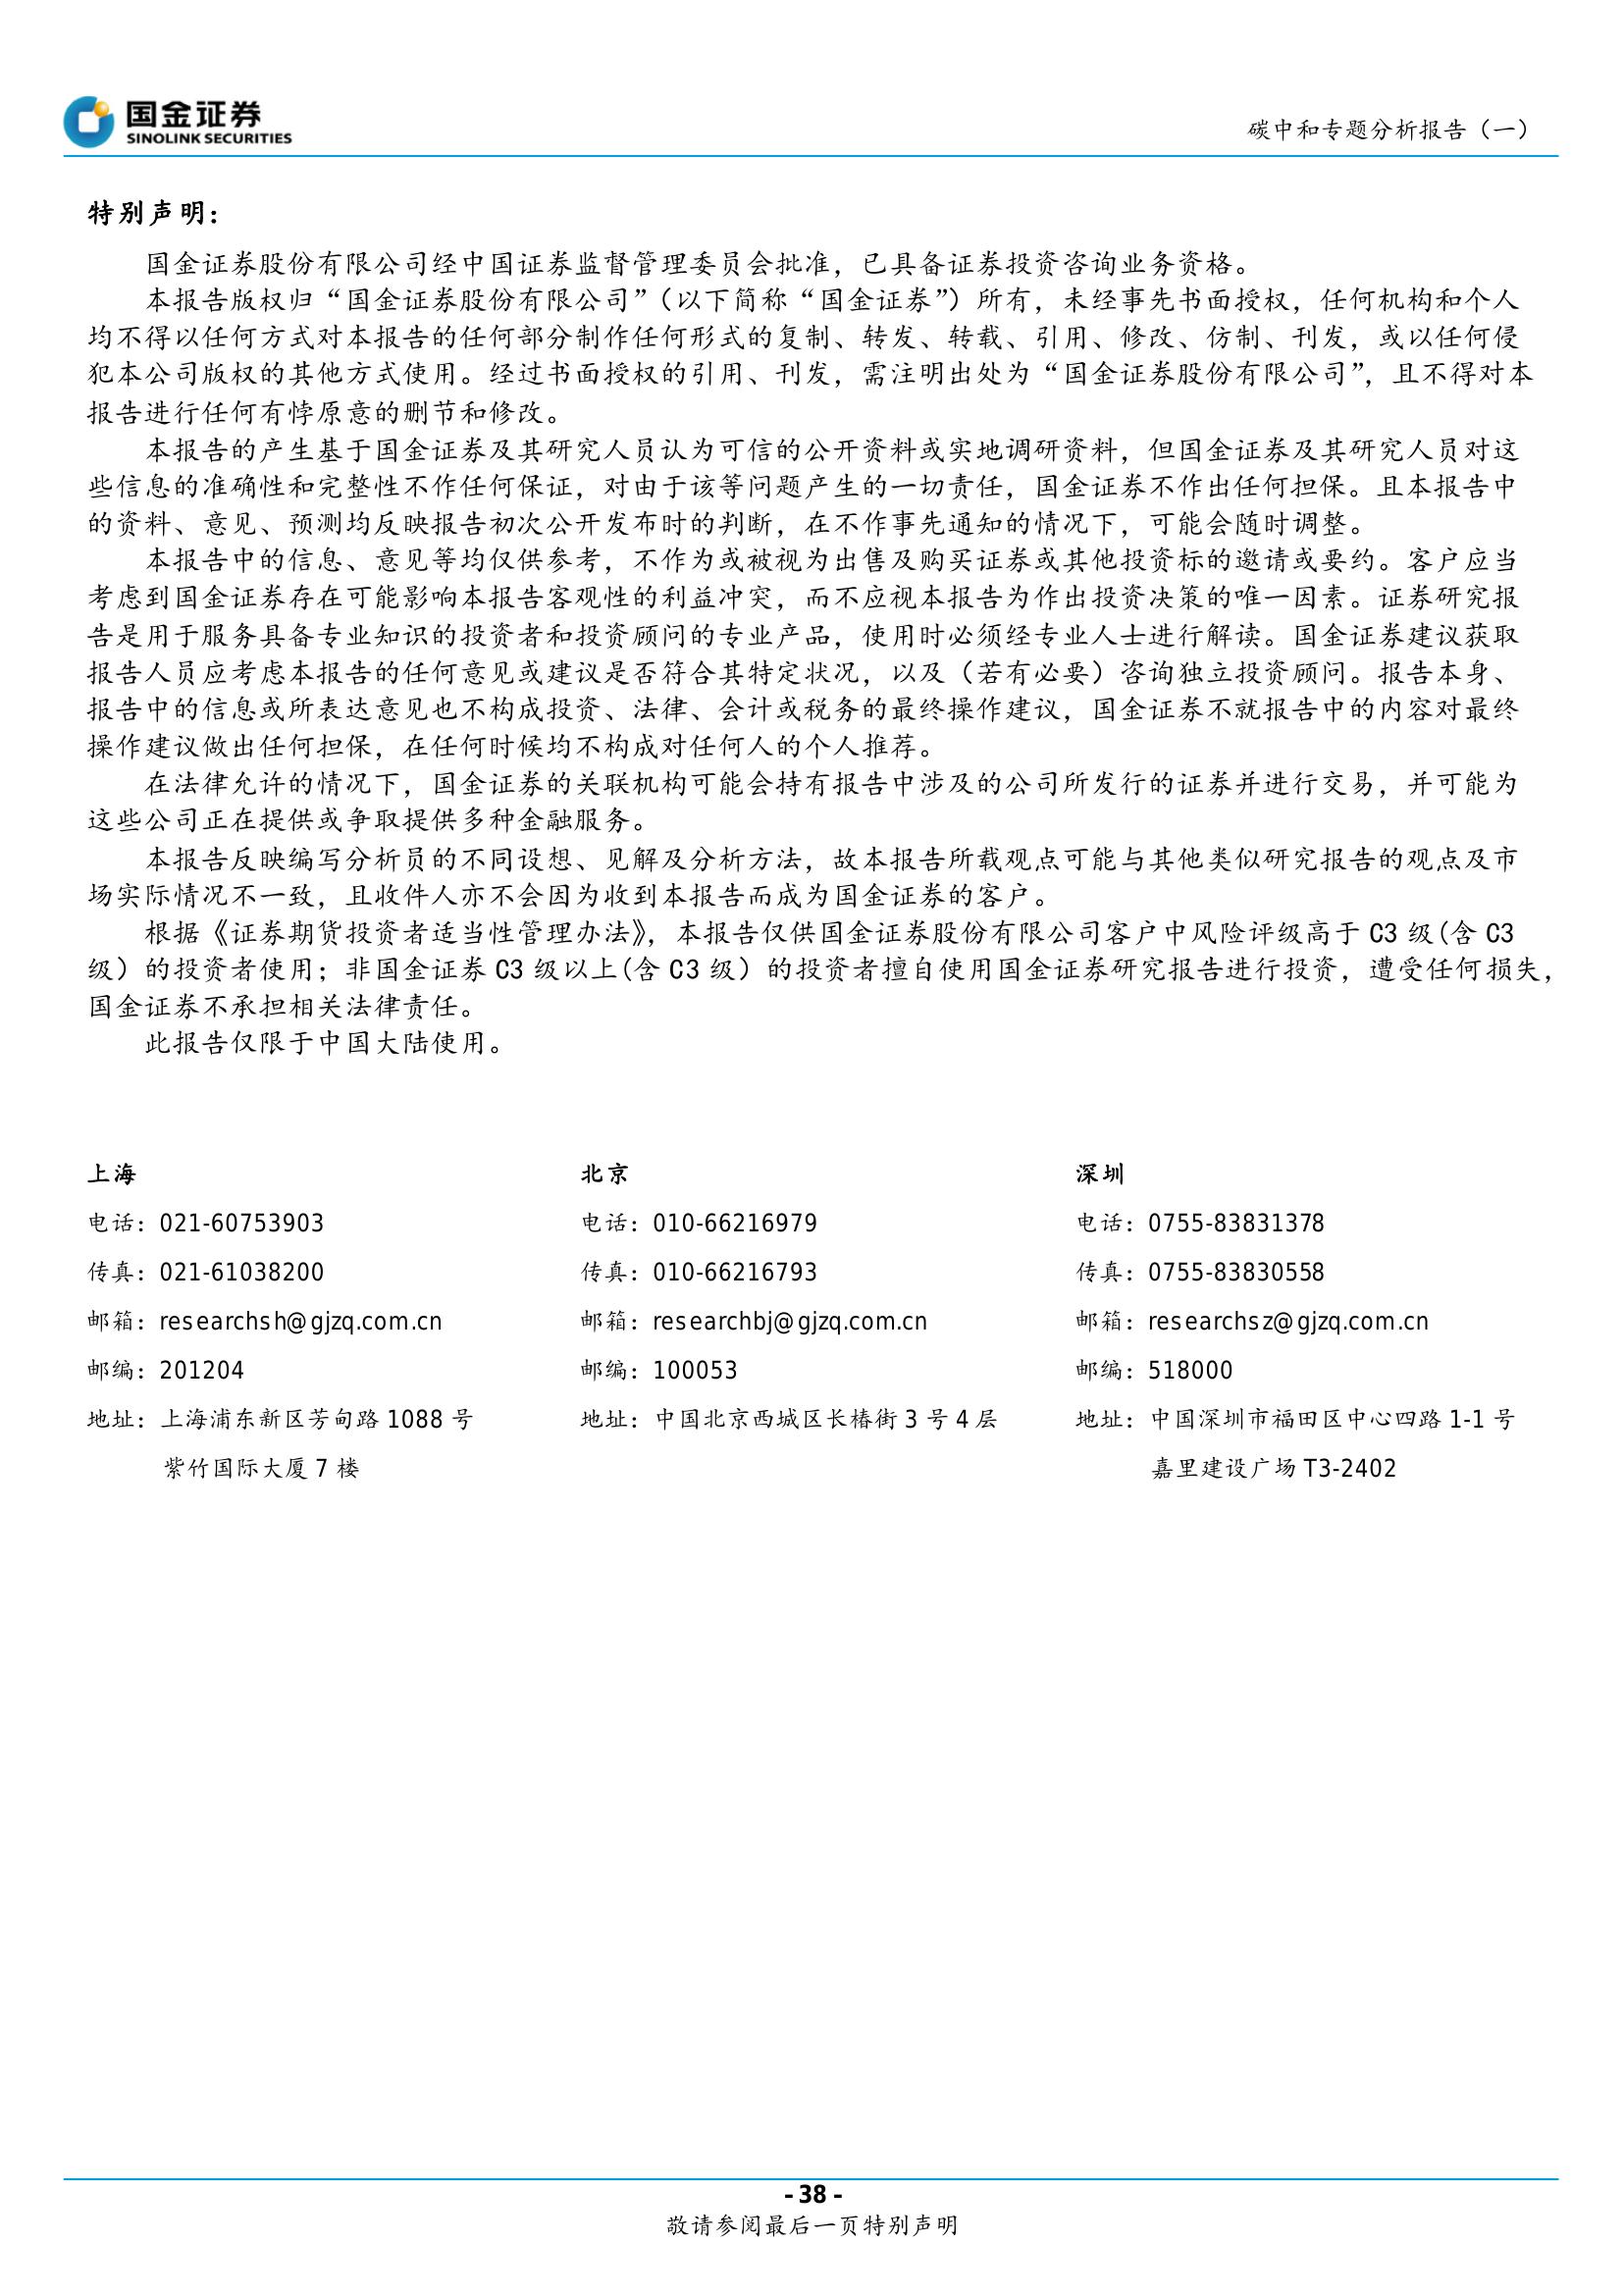 国金证券
SINOLINK SECURITIES
碳中和专题分析报告（一）
特别声明：
国金证券股份有限公司经中国证券监督管理委员会批准，已具备证券投资咨询业务资格。
本报告版权归“国金证券股份有限公司”（以下简称“国金证券”）所有，未经事先书面授权，任何机构和个人
均不得以任何方式对本报告的任何部分制作任何形式的复制、转发、转载、引用、修改、仿制、刊发，或以任何侵
犯本公司版权的其他方式使用。经过书面授权的引用、刊发，需注明出处为“国金证券股份有限公司”，且不得对本
报告进行任何有悖原意的删节和修改。
本报告的产生基于国金证券及其研究人员认为可信的公开资料或实地调研资料，但国金证券及其研究人员对这
些信息的准确性和完整性不作任何保证，对由于该等问题产生的一切责任，国金证券不作出任何担保。且本报告中
的资料、意见、预测均反映报告初次公开发布时的判断，在不作事先通知的情况下，可能会随时调整。
本报告中的信息、意见等均仅供参考，不作为或被视为出售及购买证券或其他投资标的邀请或要约。客户应当
考虑到国金证券存在可能影响本报告客观性的利益冲突，而不应视本报告为作出投资决策的唯一因素。证券研究报
告是用于服务具备专业知识的投资者和投资顾问的专业产品，使用时必须经专业人士进行解读。国金证券建议获取
报告人员应考虑本报告的任何意见或建议是否符合其特定状况，以及（若有必要）咨询独立投资顾问。报告本身、
报告中的信息或所表达意见也不构成投资、法律、会计或税务的最终操作建议，国金证券不就报告中的内容对最终
操作建议做出任何担保，在任何时候均不构成对任何人的个人推荐。
在法律允许的情况下，国金证券的关联机构可能会持有报告中涉及的公司所发行的证券并进行交易，并可能为
这些公司正在提供或争取提供多种金融服务。
本报告反映编写分析员的不同设想、见解及分析方法，故本报告所载观点可能与其他类似研究报告的观点及市
场实际情况不一致，且收件人亦不会因为收到本报告而成为国金证券的客户。
根据《证券期货投资者适当性管理办法》，本报告仅供国金证券股份有限公司客户中风险评级高于 C3 级(含 C3
级）的投资者使用；非国金证券 C3 级以上(含 C3 级）的投资者擅自使用国金证券研究报告进行投资，遭受任何损失，
国金证券不承担相关法律责任。
此报告仅限于中国大陆使用。
上海
电话：021-60753903
传真：021-61038200
邮箱：researchsh@gjzq.com.cn
邮编：201204
地址：上海浦东新区芳甸路 1088 号
紫竹国际大厦 7 楼
北京
电话：010-66216979
传真：010-66216793
邮箱：researchbj@gjzq.com.cn
邮编：100053
地址：中国北京西城区长椿街 3 号 4 层
深圳
电话：0755-83831378
传真：0755-83830558
邮箱：researchsz@gjzq.com.cn
邮编：518000
地址：中国深圳市福田区中心四路 1-1 号
嘉里建设广场 T3-2402
- 38 -
敬请参阅最后一页特别声明